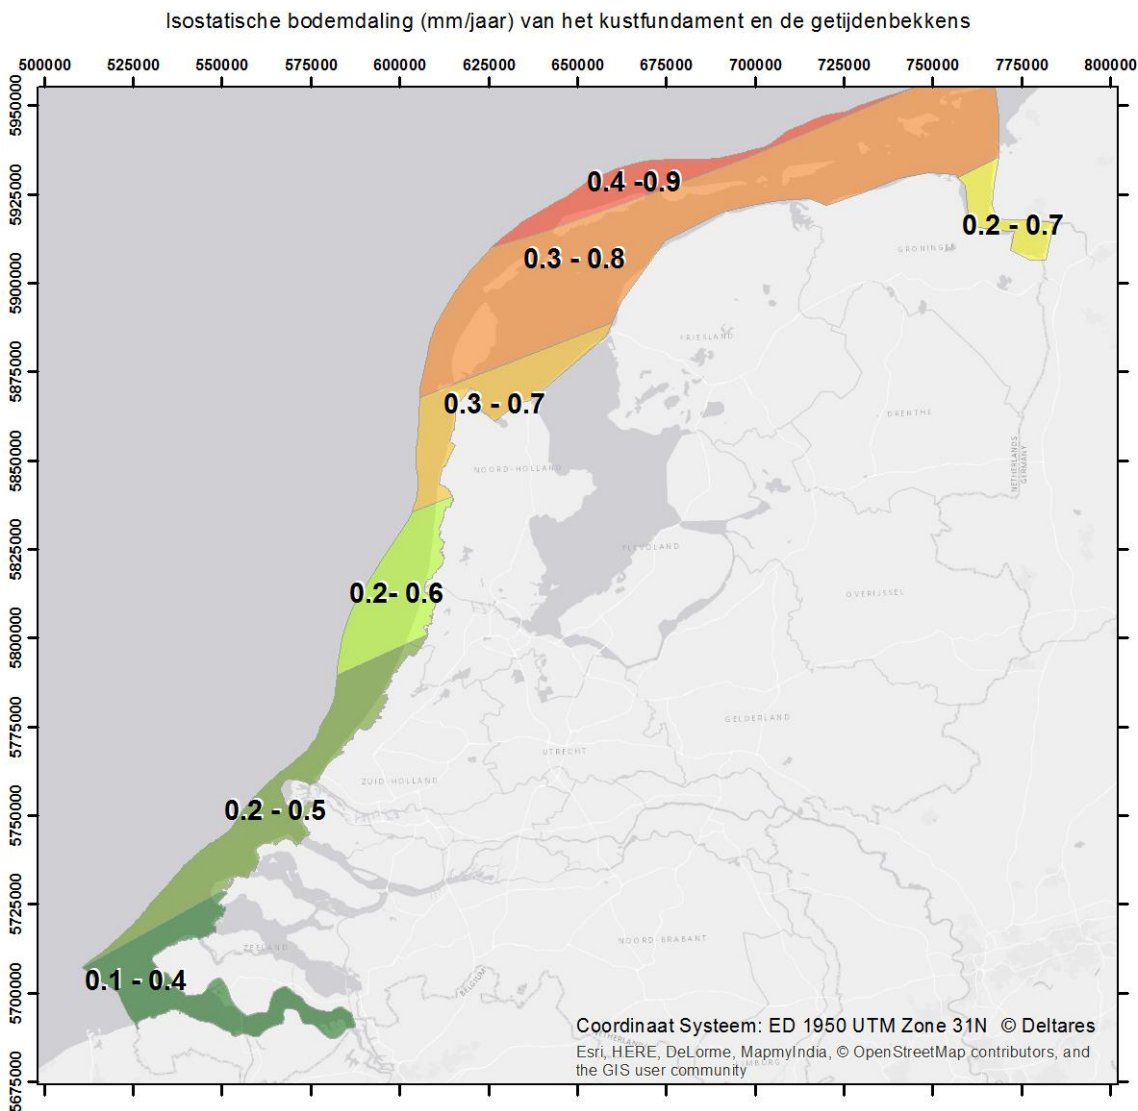 Isostatische bodemdaling (mm/jaar) van het kustfundament en de getijdenbekkens
500000 525000 550000 575000 600000 625000 650000 675000 700000 725000 750000 775000 800000
5950000
5925000
5900000
5875000
5850000
5825000
5800000
5775000
5750000
5725000
5700000
5675000
0.4 -0.9
0.2 - 0.7
GRONINGEN
0.3 - 0.8
FRIESLAND
0.3 - 0.7
DRENTHE
NETHERLANDS
GERMANY
NOORD-HOLLAND
FLEVOLAND
0.2- 0.6
OVERIJSSEL
GELDERLAND
UTRECHT
ZUID-HOLLAND
0.2 - 0.5
NOORD-BRABANT
ZEELAND
0.1 - 0.4
BELGIUM
Coordinaat Systeem: ED 1950 UTM Zone 31N © Deltares
Esri, HERE, DeLorme, MapmyIndia, © OpenStreetMap contributors, and
the GIS user community